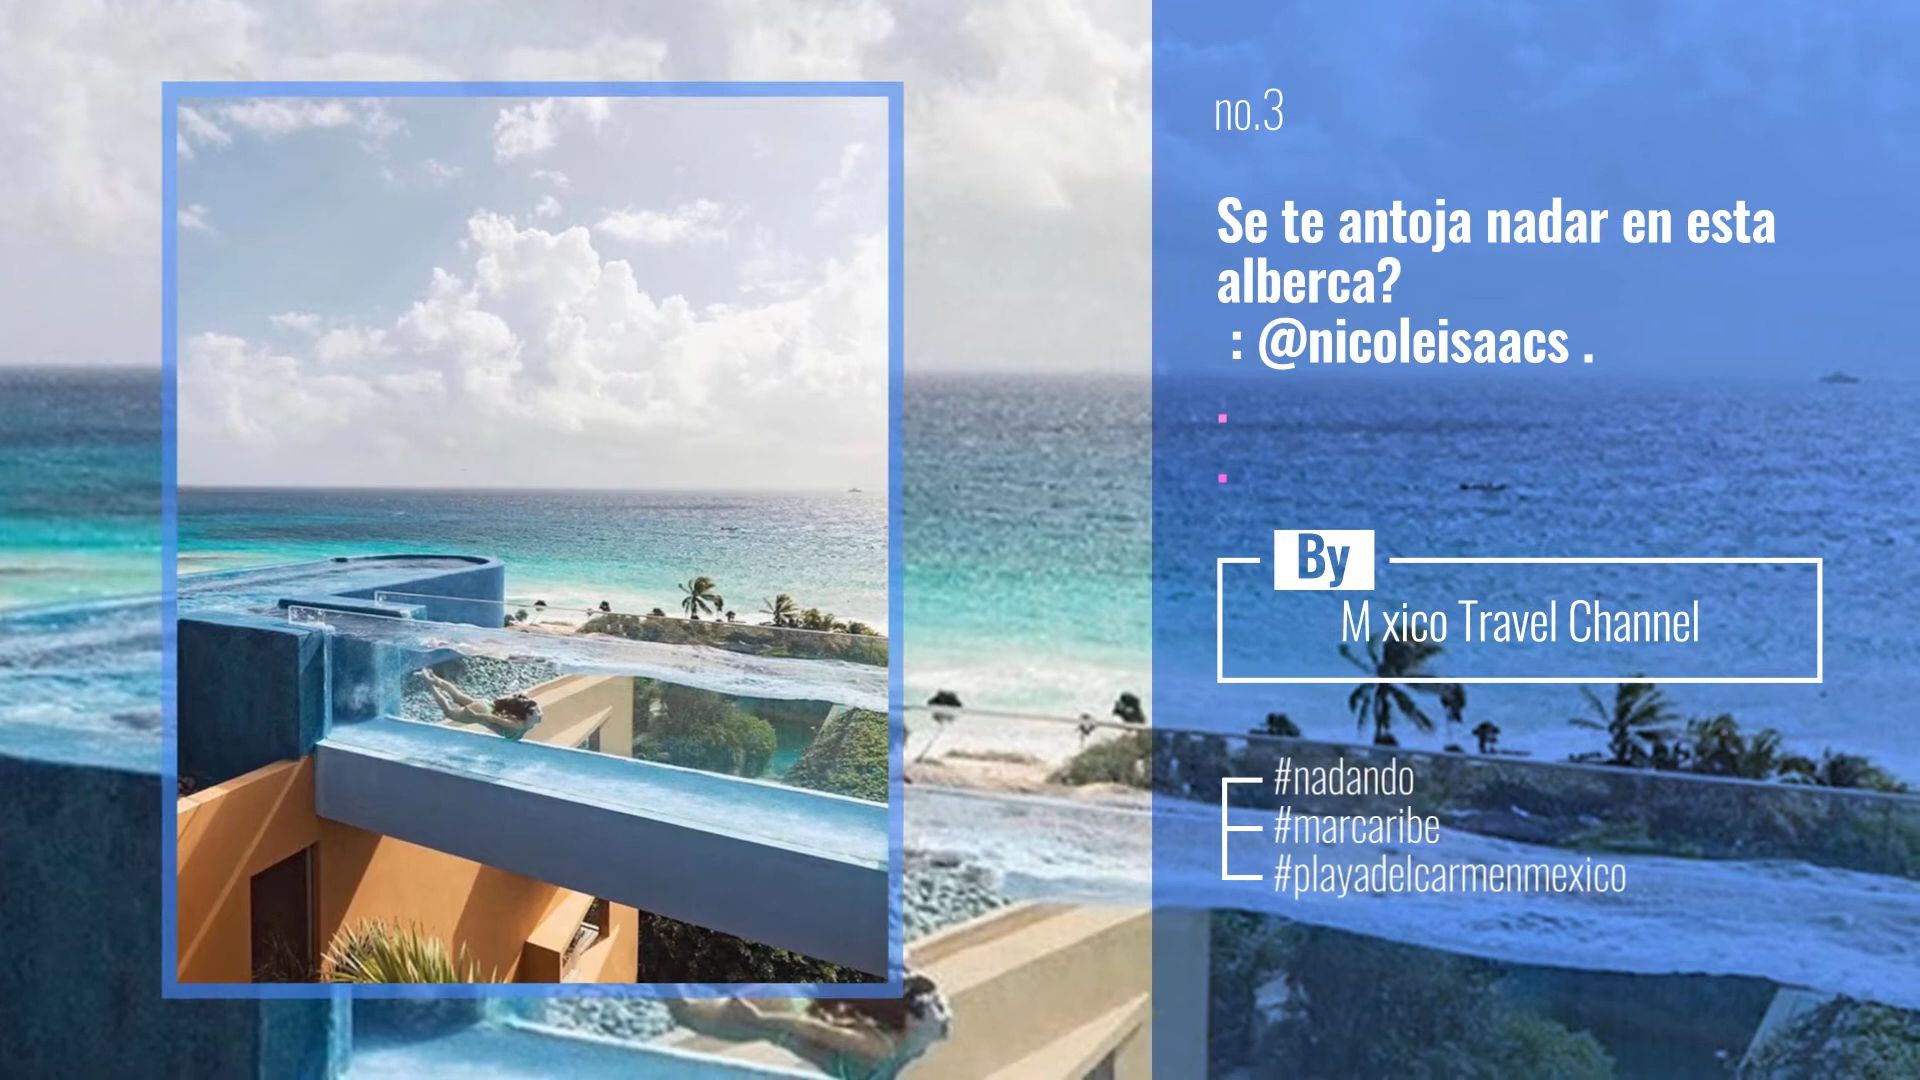 no.3
Se te antoja nadar en esta
alberca?
: @nicoleisaacs .
.
.
By
M xico Travel Channel
#nadando
#marcaribe
#playadelcarmenmexico